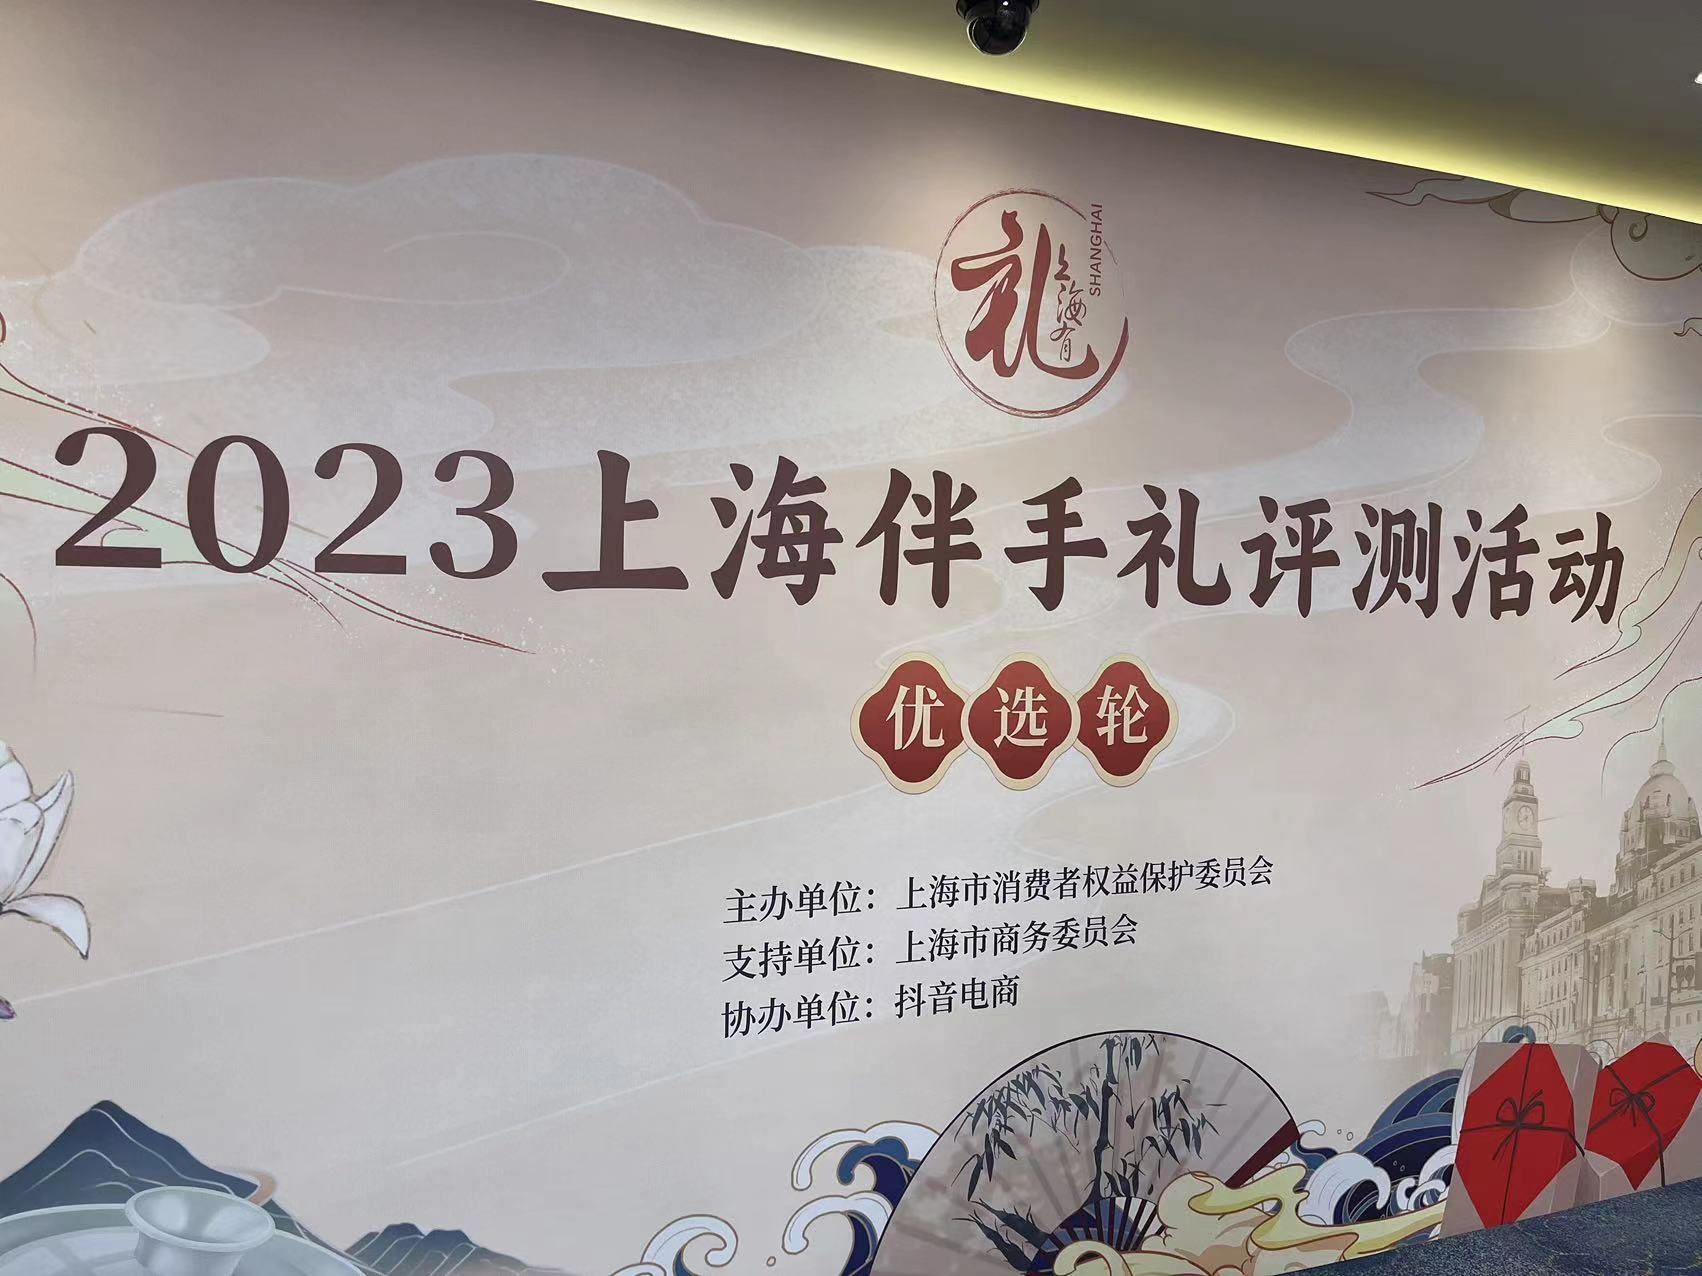 礼
上海有
SHANGHAI
2023上海伴手礼评测活动
优选轮
主办单位：上海市消费者权益保护委员会
支持单位：上海市商务委员会
协办单位：抖音电商